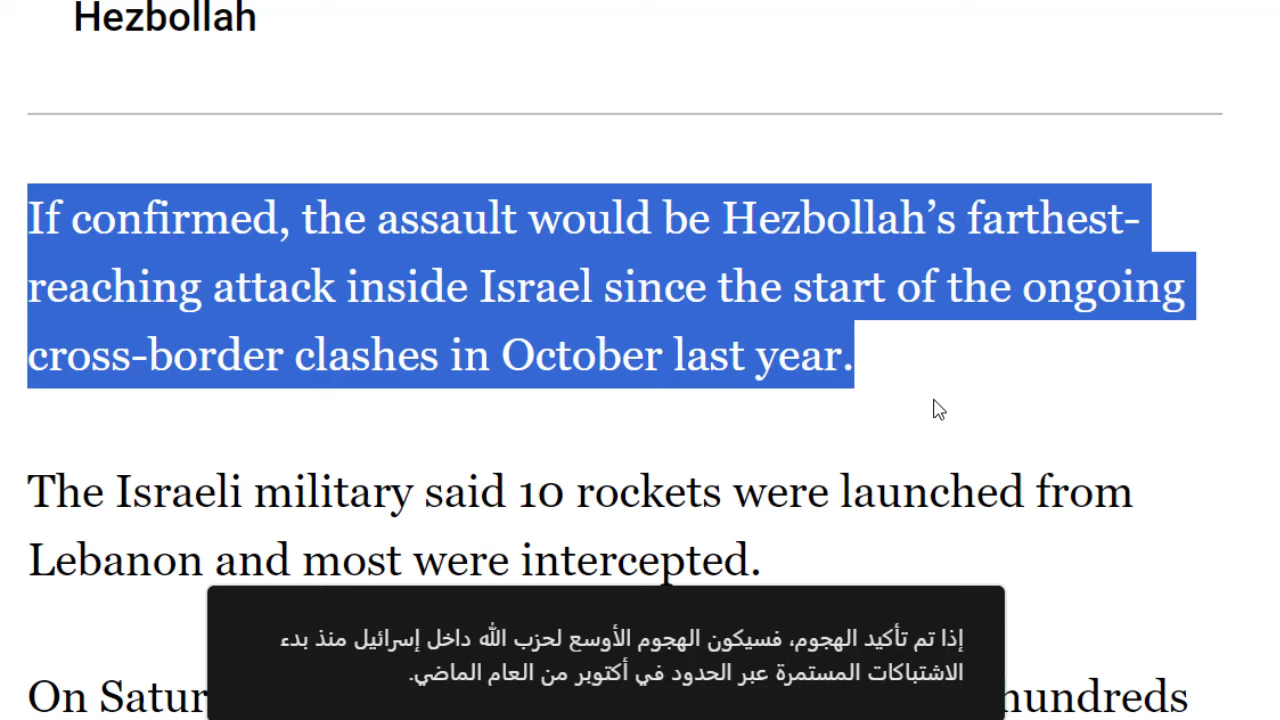 Hezbollah
If confirmed, the assault would be Hezbollah’s farthest-
reaching attack inside Israel since the start of the ongoing
cross-border clashes in October last year.
The Israeli military said 10 rockets were launched from
Lebanon and most were intercepted.
إذا تم تأكيد الهجوم، فسيكون الهجوم الأوسع لحزب الله داخل إسرائيل منذ بدء
الاشتباكات المستمرة عبر الحدود في أكتوبر من العام الماضي.
On Satur hundreds